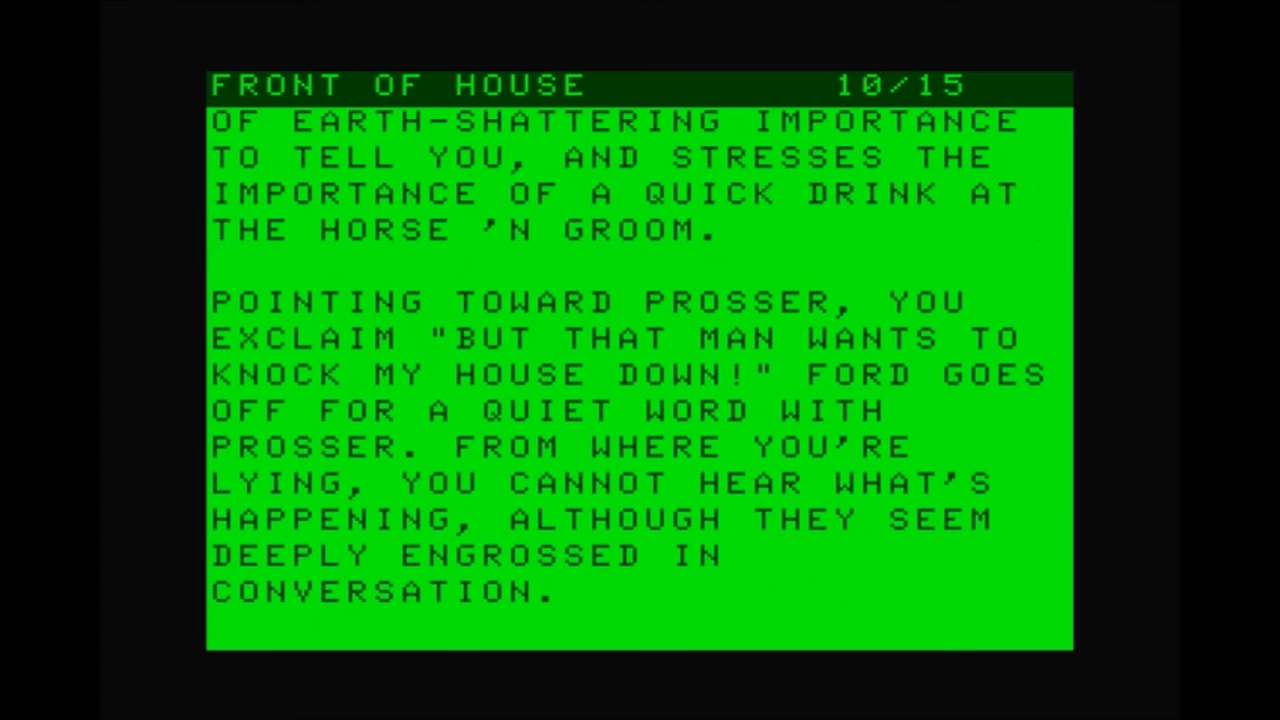 FRONT OF HOUSE 10/15
OF EARTH-SHATTERING IMPORTANCE
TO TELL YOU, AND STRESSES THE
IMPORTANCE OF A QUICK DRINK AT
THE HORSE 'N GROOM.
POINTING TOWARD PROSSER, YOU
EXCLAIM "BUT THAT MAN WANTS TO
KNOCK MY HOUSE DOWN!" FORD GOES
OFF FOR A QUIET WORD WITH
PROSSER. FROM WHERE YOU'RE
LYING, YOU CANNOT HEAR WHAT'S
HAPPENING, ALTHOUGH THEY SEEM
DEEPLY ENGROSSED IN
CONVERSATION.